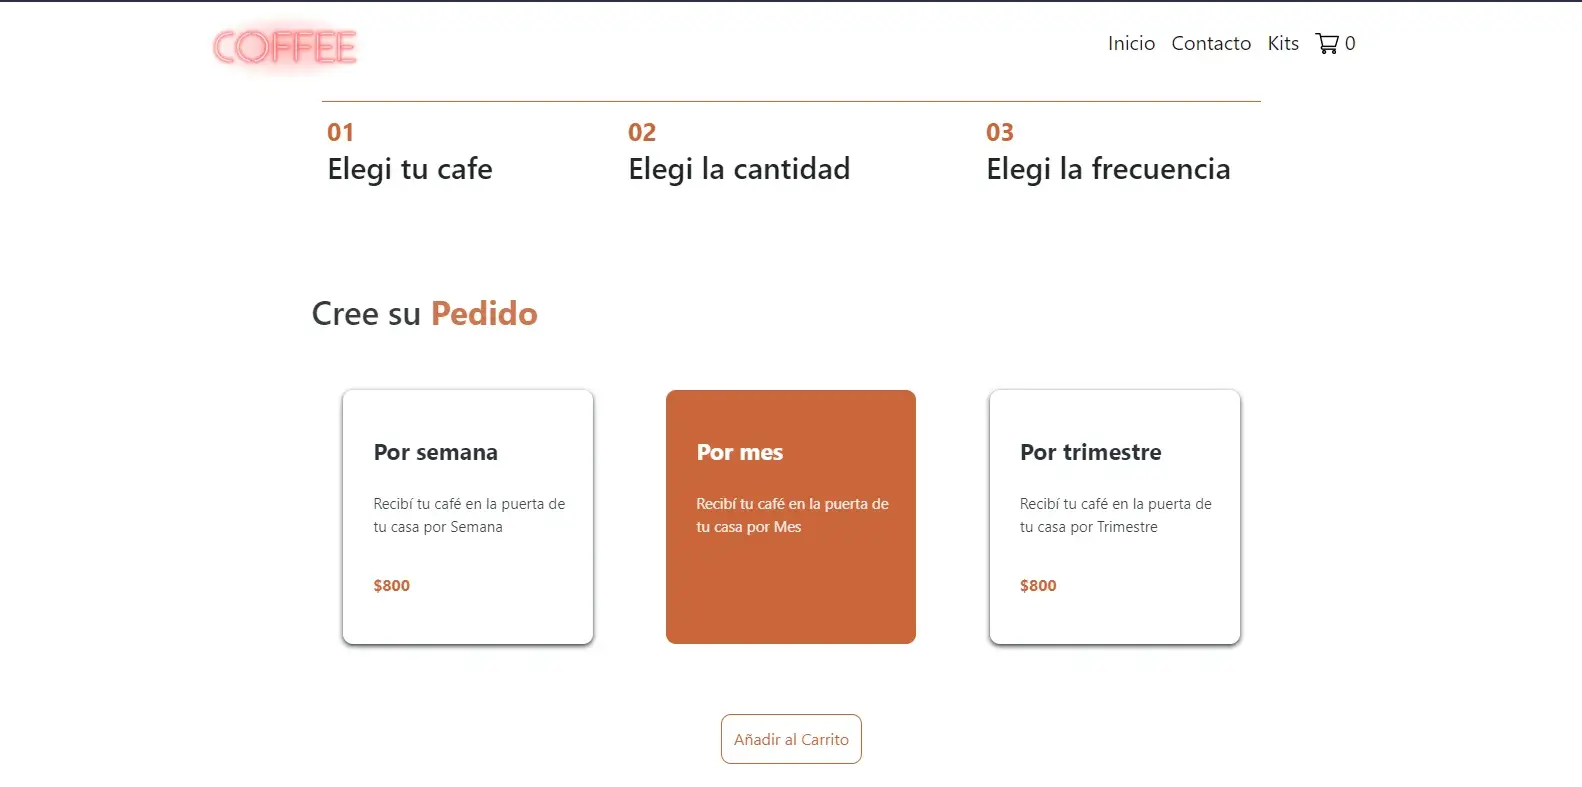 COFFEE
Inicio Contacto Kits 0
01
Elegi tu cafe
02
Elegi la cantidad
03
Elegi la frecuencia
Cree su Pedido
Por semana
Recibí tu café en la puerta de
tu casa por Semana
$800
Por mes
Recibí tu café en la puerta de
tu casa por Mes
Por trimestre
Recibí tu café en la puerta de
tu casa por Trimestre
$800
Añadir al Carrito